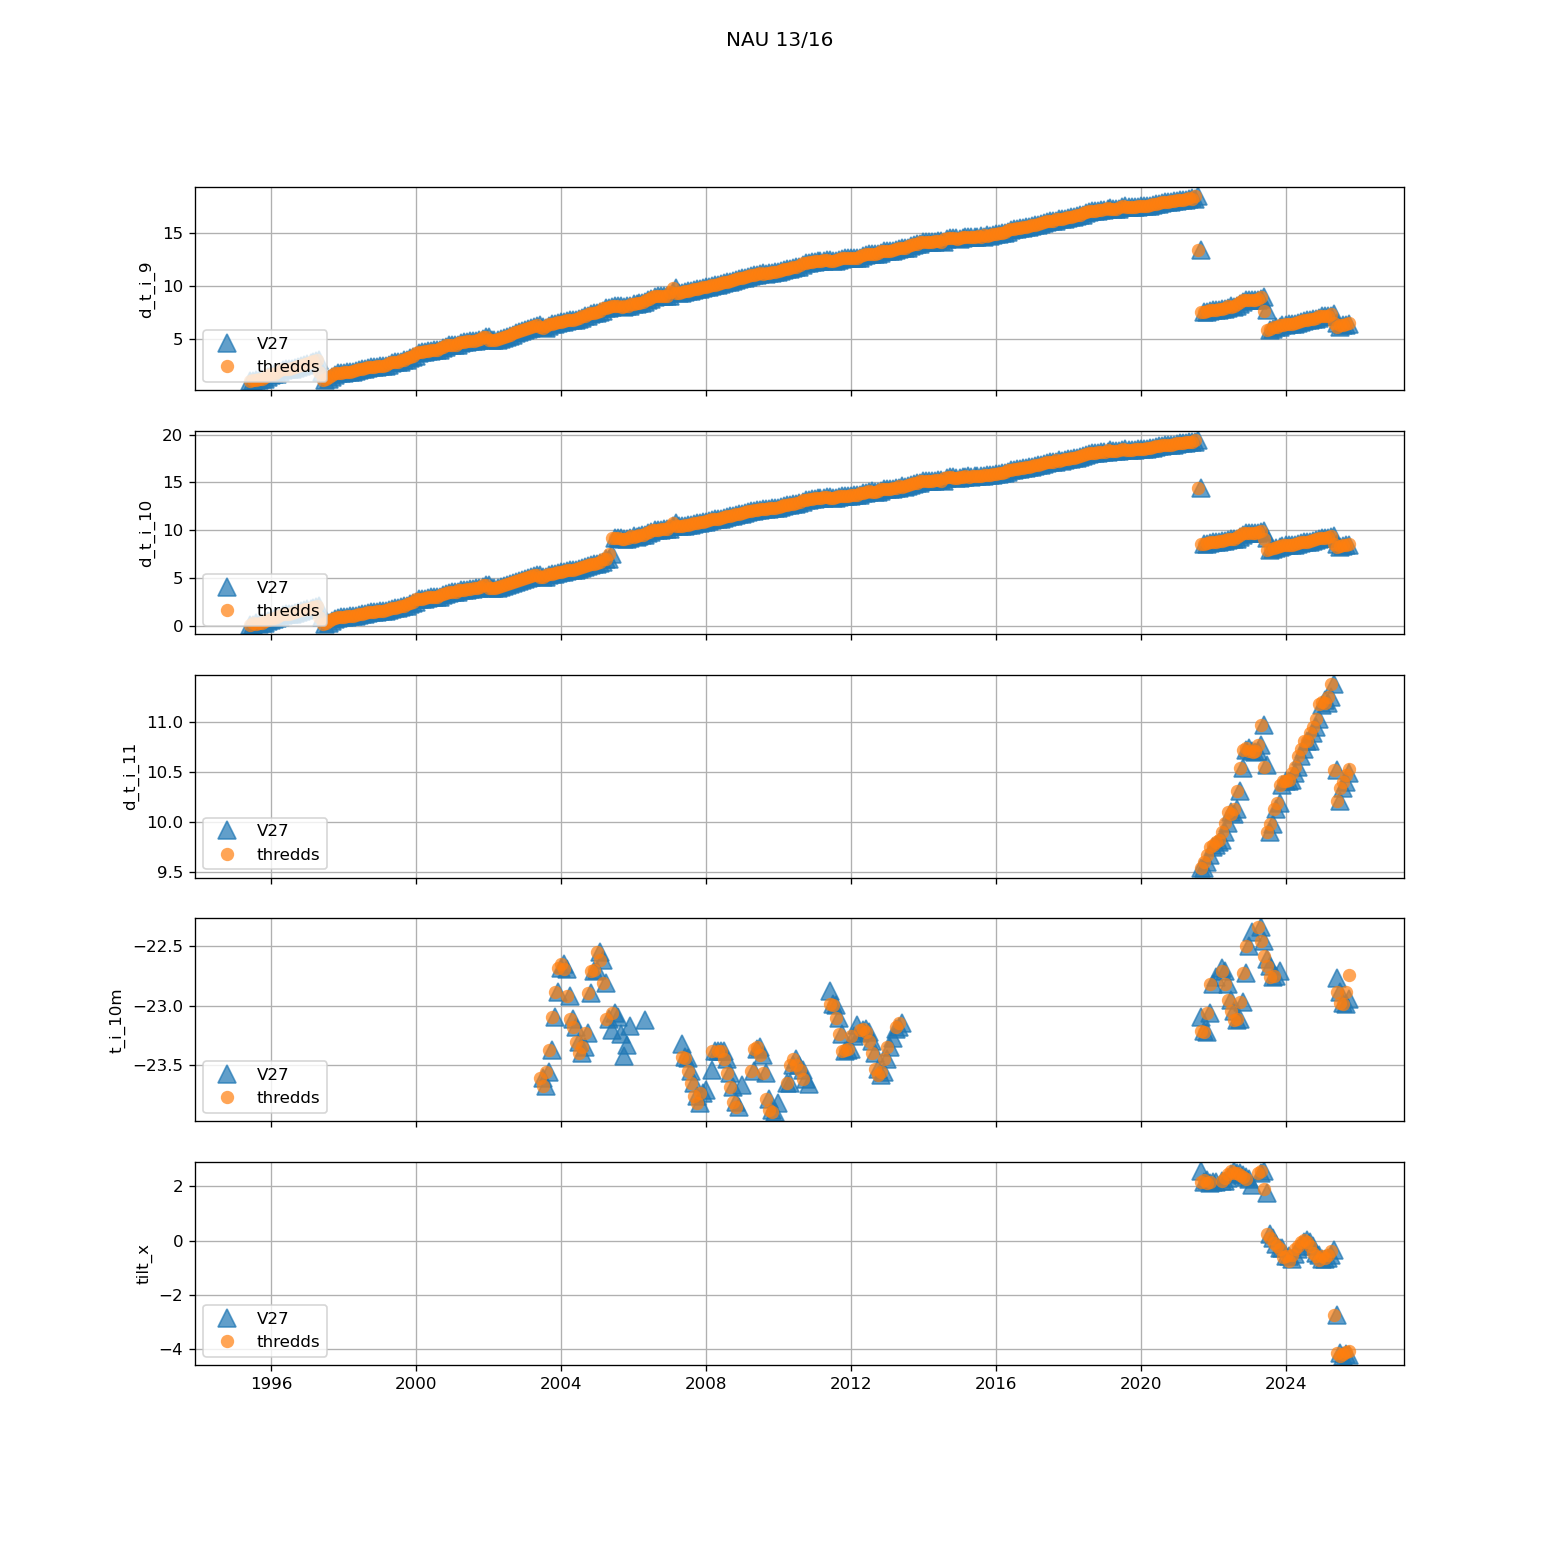 NAU 13/16
15
10
5
d_t_i_9
V27
thredds
20
15
10
5
0
d_t_i_10
V27
thredds
11.0
10.5
10.0
9.5
d_t_i_11
V27
thredds
−22.5
−23.0
−23.5
t_i_10m
V27
thredds
2
0
−2
−4
tilt_x
V27
thredds
1996 2000 2004 2008 2012 2016 2020 2024